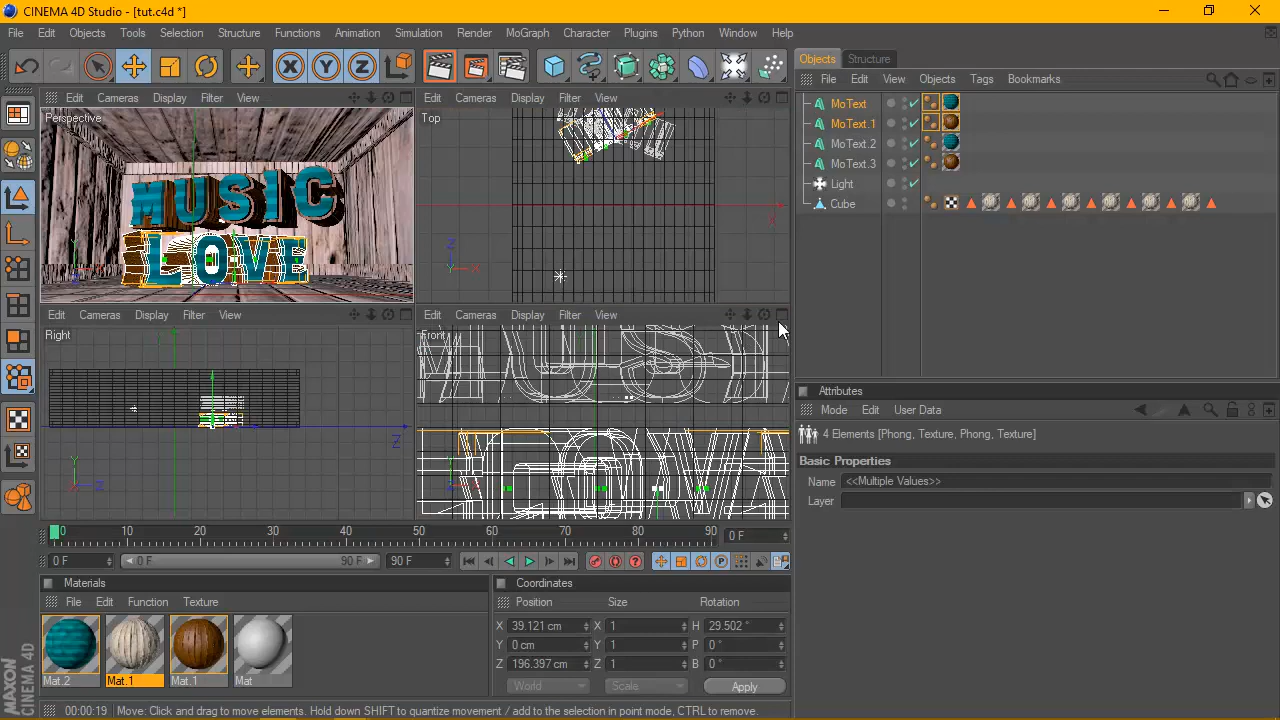 CINEMA 4D Studio - [tut.c4d *]
File Edit Objects Tools Selection Structure Functions Animation Simulation Render MoGraph Character Plugins Python Window Help
X Y Z
Objects Structure
File Edit View Objects Tags Bookmarks
Edit Cameras Display Filter View
Edit Cameras Display Filter View
Perspective
Top
MoText
MoText.1
MoText.2
MoText.3
Light
Cube
MUSIC
LOVE
Edit Cameras Display Filter View
Edit Cameras Display Filter View
Right
Front
Attributes
Mode Edit User Data
4 Elements [Phong, Texture, Phong, Texture]
Basic Properties
Name <<Multiple Values>>
Layer
0 10 20 30 40 50 60 70 80 90 0 F
0 F 0 F 90 F 90 F
Materials
File Edit Function Texture
Mat.2 Mat.1 Mat.1 Mat
Coordinates
Position Size Rotation
X 39.121 cm X 1 H 29.502 °
Y 0 cm Y 1 P 0 °
Z 196.397 cm Z 1 B 0 °
World Scale Apply
MAXON
CINEMA 4D
00:00:19 Move: Click and drag to move elements. Hold down SHIFT to quantize movement / add to the selection in point mode, CTRL to remove.